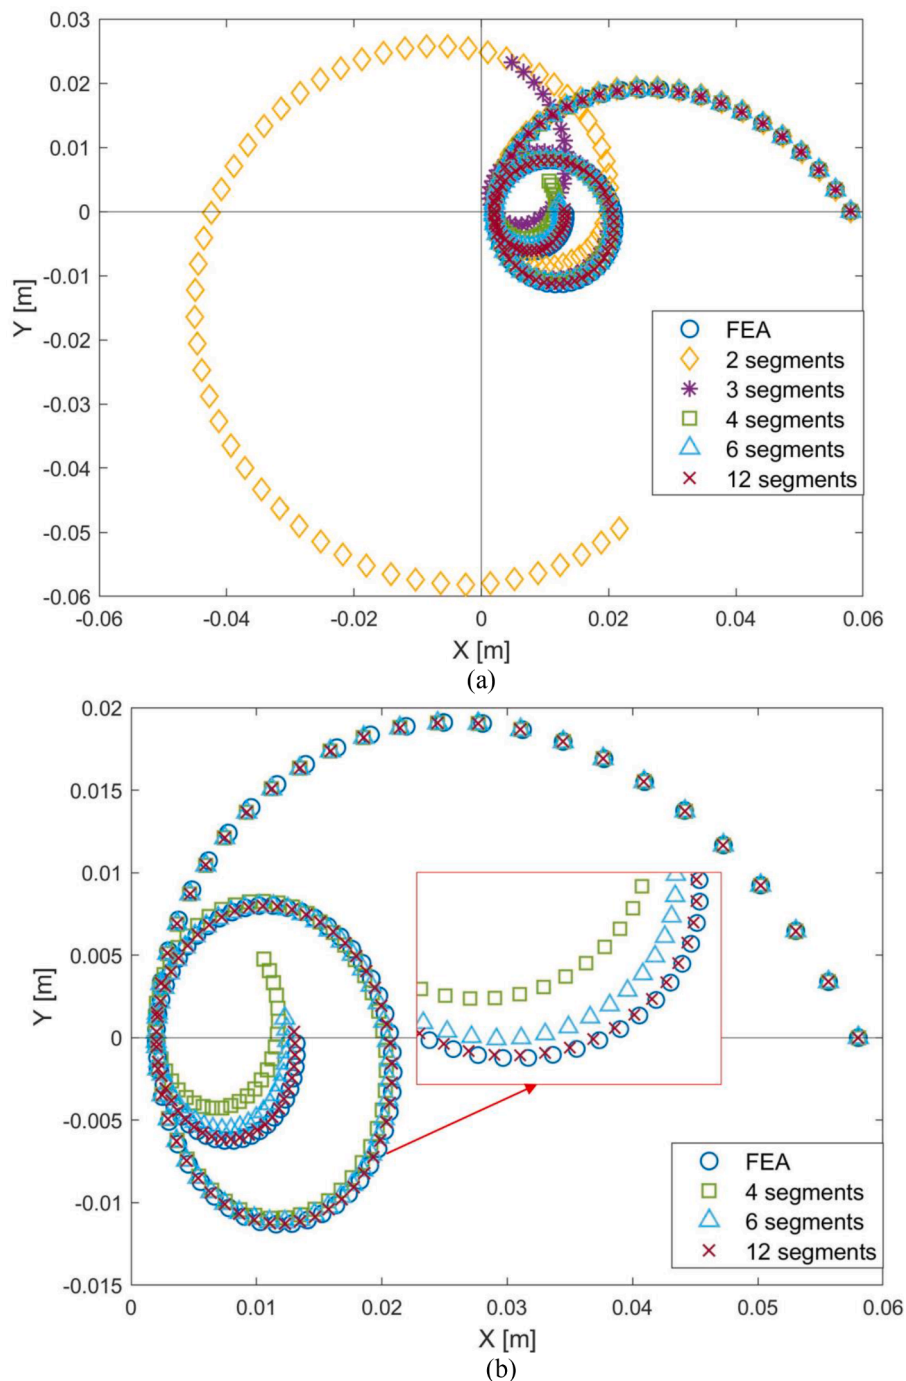 0.03
0.02
0.01
0
-0.01
-0.02
-0.03
-0.04
-0.05
-0.06
Y [m]
FEA
2 segments
3 segments
4 segments
6 segments
12 segments
-0.06
-0.04
-0.02
0
0.02
0.04
0.06
X [m]
(a)
0.02
0.015
0.01
0.005
0
-0.005
-0.01
-0.015
Y [m]
FEA
4 segments
6 segments
12 segments
0
0.01
0.02
0.03
0.04
0.05
0.06
X [m]
(b)